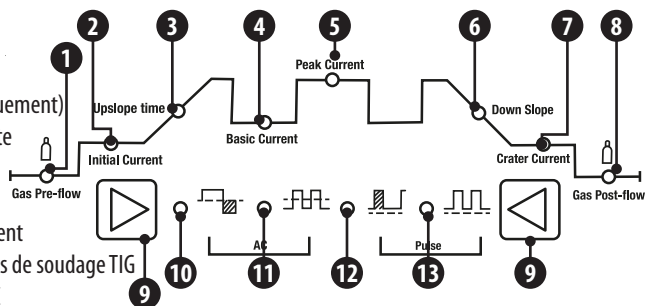 2 3 4 5 6 7 8
1
Peak Current
uement)
Upslope time
Down Slope
te
Basic Current
Initial Current
Crater Current
Gas Pre-flow
Gas Post-flow
ent
AC
Pulse
s de soudage TIG
9 10 11 12 13 9